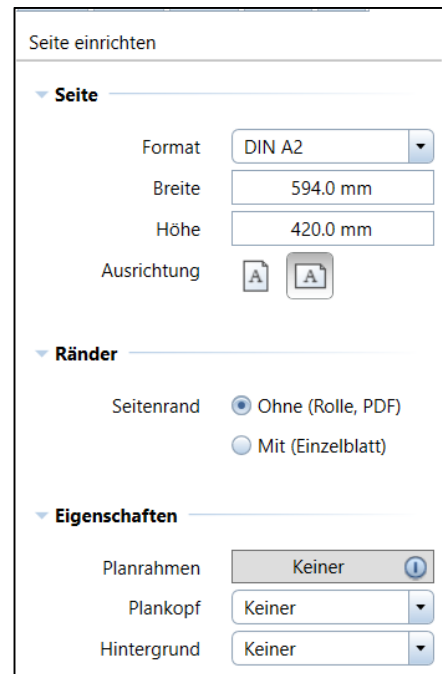 Seite einrichten
Seite
Format DIN A2
Breite 594.0 mm
Höhe 420.0 mm
Ausrichtung A A
Ränder
Seitenrand Ohne (Rolle, PDF)
Mit (Einzelblatt)
Eigenschaften
Planrahmen Keiner
Plankopf Keiner
Hintergrund Keiner